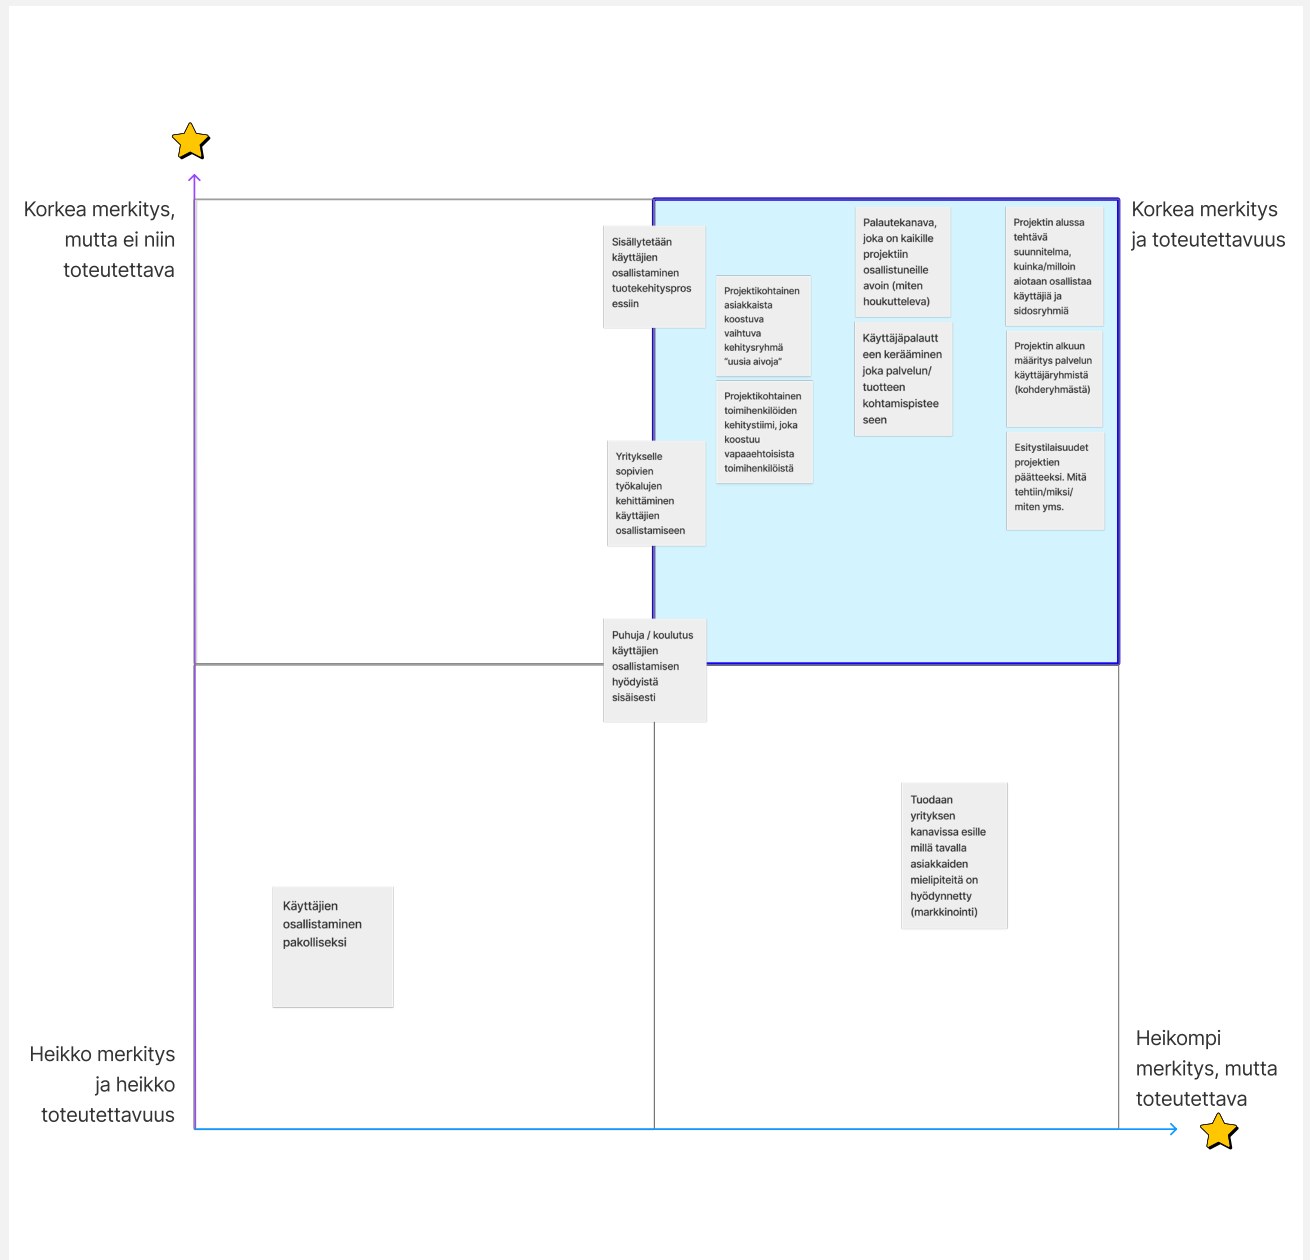 Korkea merkitys,
mutta ei niin
toteutettava
Korkea merkitys
ja toteutettavuus
Sisällytetään
käyttäjien
osallistaminen
tuotekehityspros
essiin
Projektikohtainen
asiakkaista
koostuva
vaihtuva
kehitysryhmä
"uusia aivoja"
Palautekanava,
joka on kaikille
projektiin
osallistuneille
avoin (miten
houkutteleva)
Projektin alussa
tehtävä
suunnitelma,
kuinka/milloin
aiotaan osallistaa
käyttäjiä ja
sidosryhmiä
Käyttäjäpalautt
een kerääminen
joka palvelun/
tuotteen
kohtamispistee
seen
Projektin alkuun
määritys palvelun
käyttäjäryhmistä
(kohderyhmästä)
Projektikohtainen
toimihenkilöiden
kehitystiimi, joka
koostuu
vapaaehtoisista
toimihenkilöistä
Esitystilaisuudet
projektien
päätteeksi. Mitä
tehtiin/miksi/
miten yms.
Yritykselle
sopivien
työkalujen
kehittäminen
käyttäjien
osallistamiseen
Puhuja / koulutus
käyttäjien
osallistamisen
hyödyistä
sisäisesti
Tuodaan
yrityksen
kanavissa esille
millä tavalla
asiakkaiden
mielipiteitä on
hyödynnetty
(markkinointi)
Käyttäjien
osallistaminen
pakolliseksi
Heikko merkitys
ja heikko
toteutettavuus
Heikompi
merkitys, mutta
toteutettava